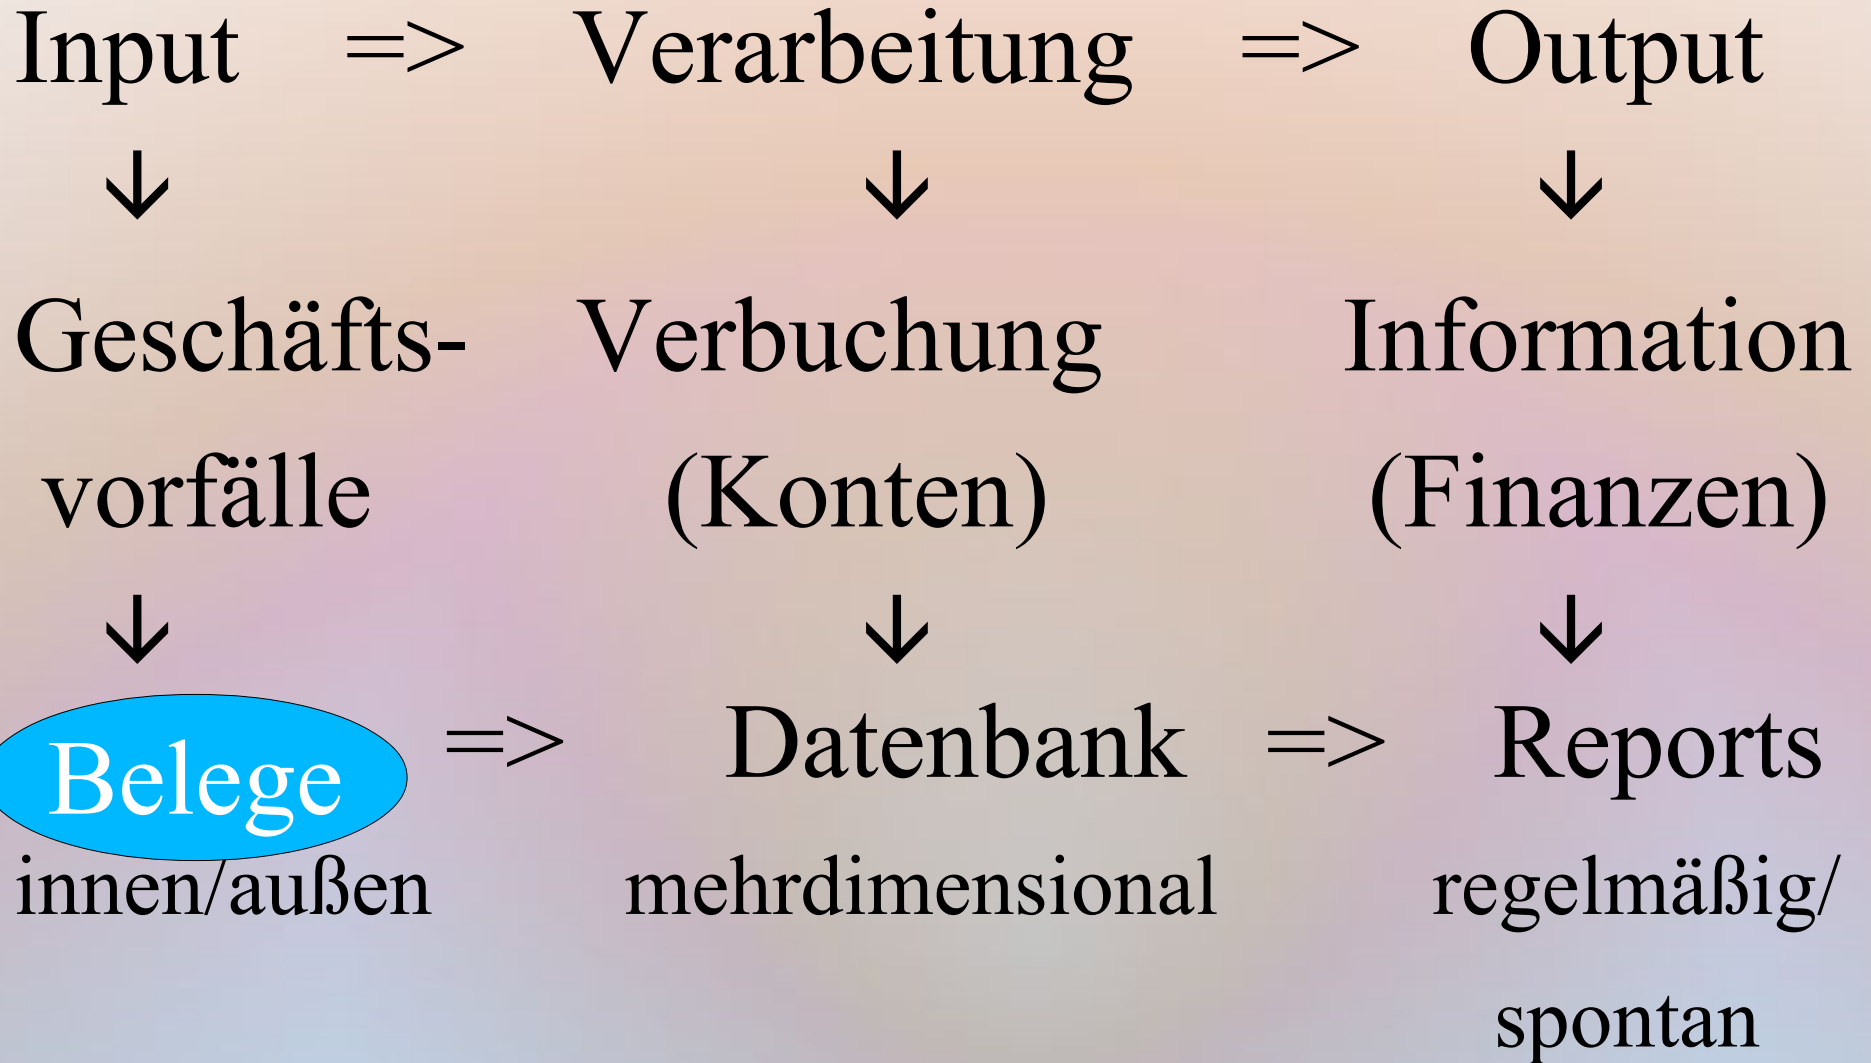 Input => Verarbeitung => Output
↓ ↓ ↓
Geschäfts- Verbuchung Information
vorfälle (Konten) (Finanzen)
↓ ↓ ↓
Belege => Datenbank => Reports
innen/außen mehrdimensional regelmäßig/
spontan